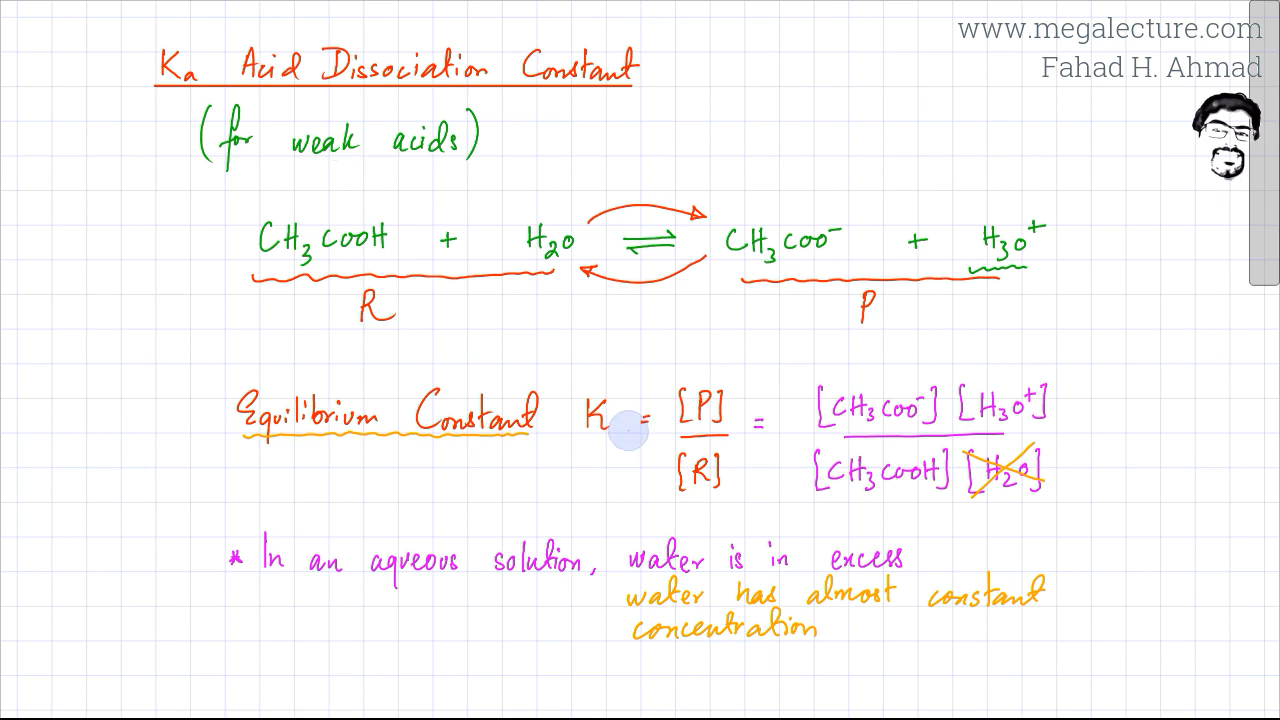 www.megalecture.com
Fahad H. Ahmad
Ka Acid Dissociation Constant
(for weak acids)
CH₃COOH + H₂O ⇌ CH₃COO⁻ + H₃O⁺
R P
Equilibrium Constant K = [P]/[R] = [CH₃COO⁻] [H₃O⁺]/[CH₃COOH] [H₂O]
* In an aqueous solution, water is in excess
water has almost constant
concentration